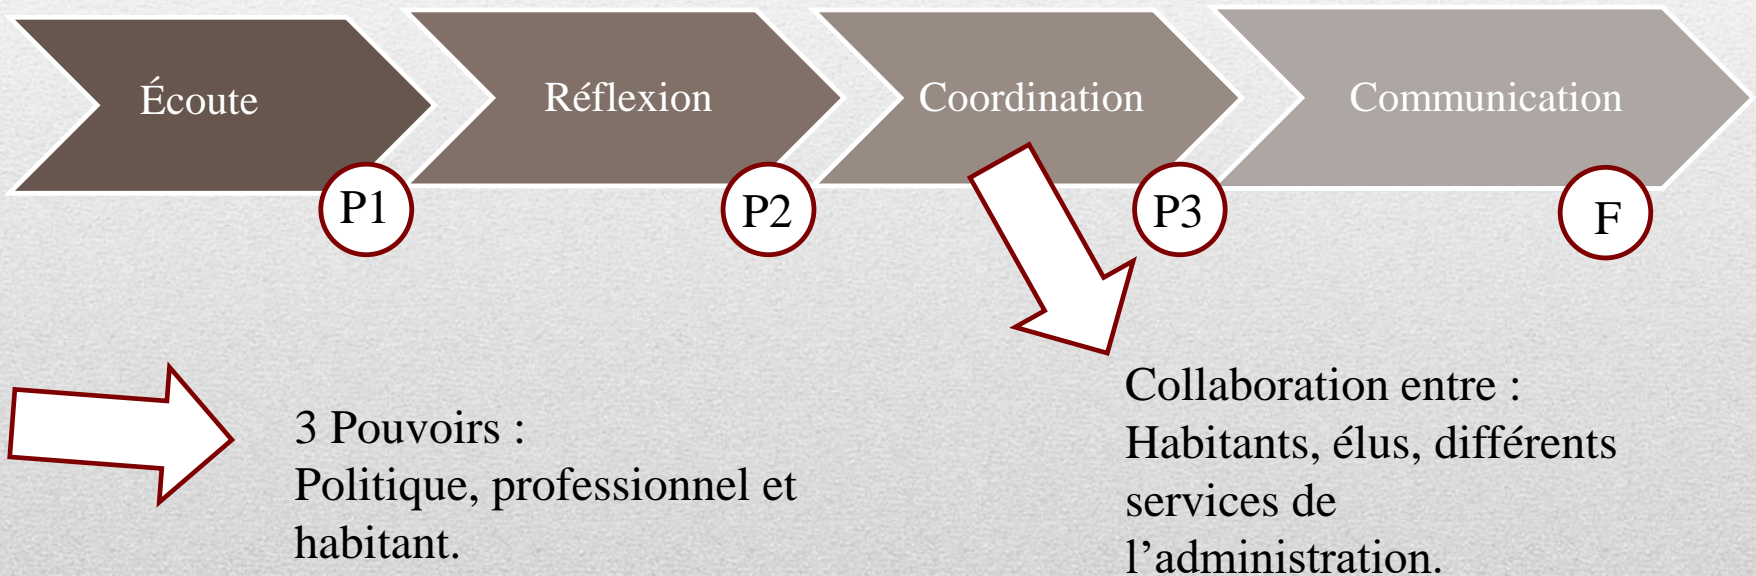 Écoute
Réflexion
Coordination
Communication
P1
P2
P3
F
3 Pouvoirs :
Politique, professionnel et
habitant.
Collaboration entre :
Habitants, élus, différents
services de
l’administration.